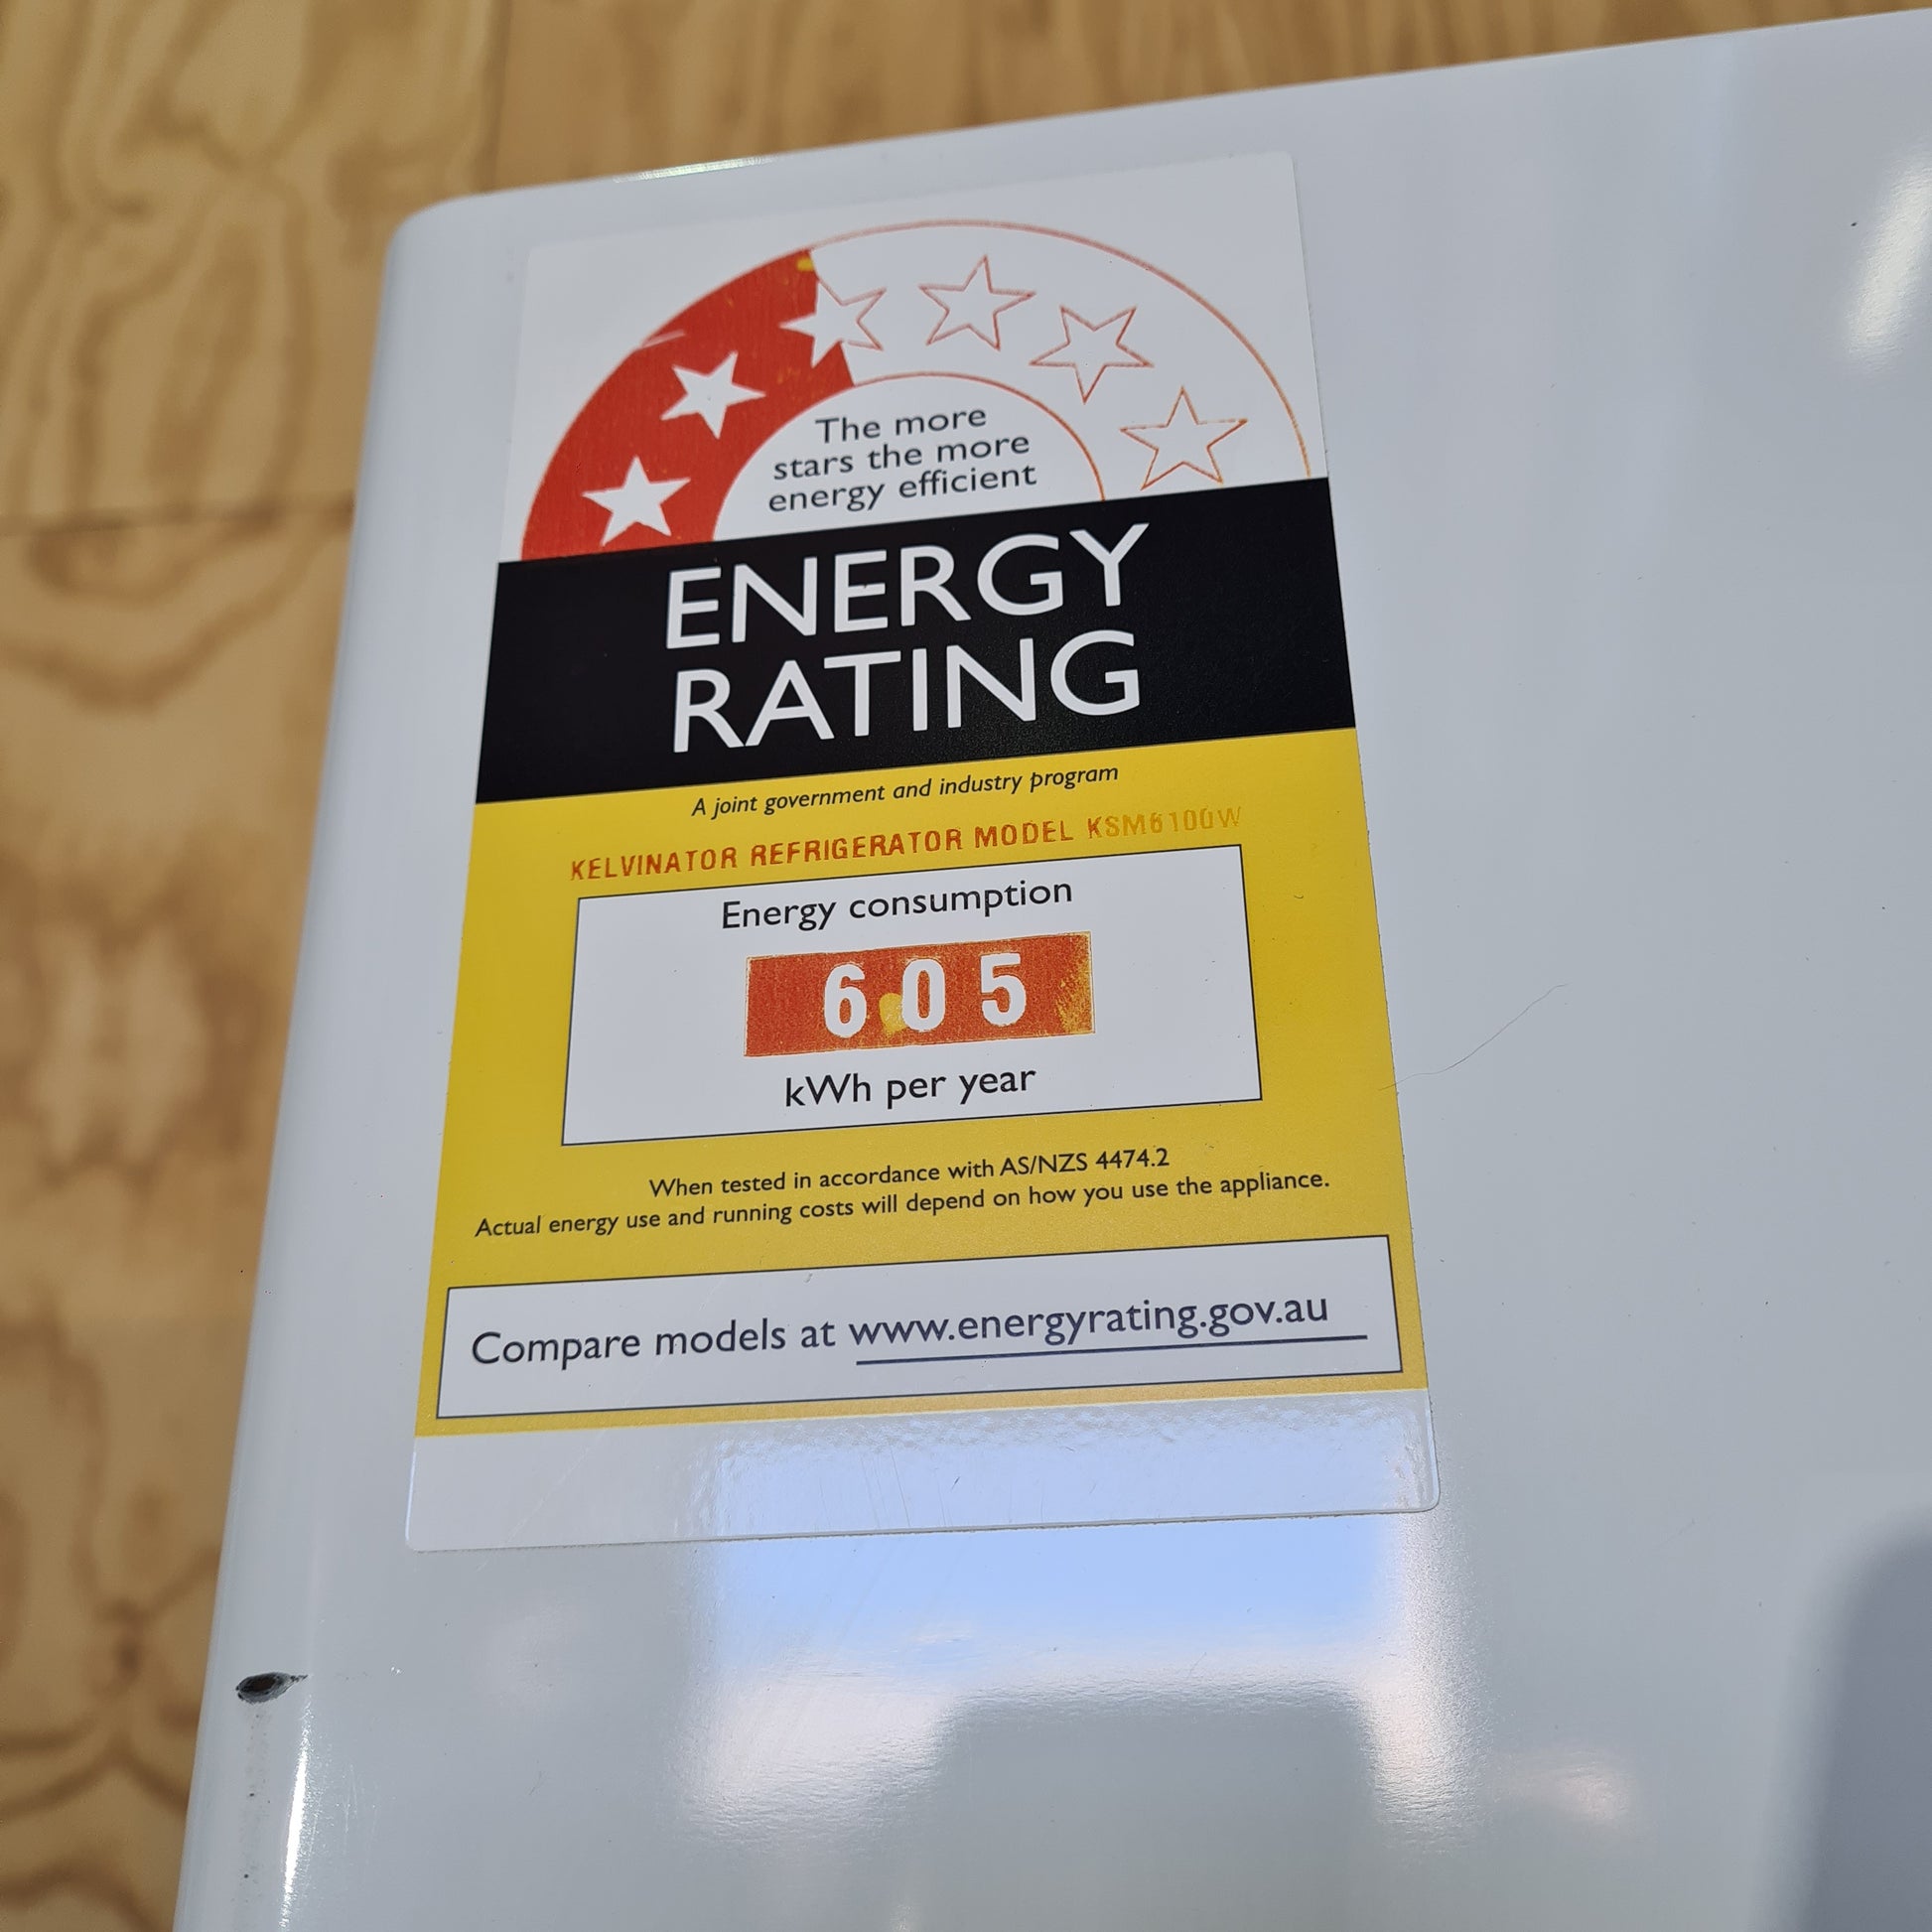 The more
stars the more
energy efficient
ENERGY
RATING
A joint government and industry program
KELVINATOR REFRIGERATOR MODEL KSM6100W
Energy consumption
605
kWh per year
When tested in accordance with AS/NZS 4474.2
Actual energy use and running costs will depend on how you use the appliance.
Compare models at www.energyrating.gov.au